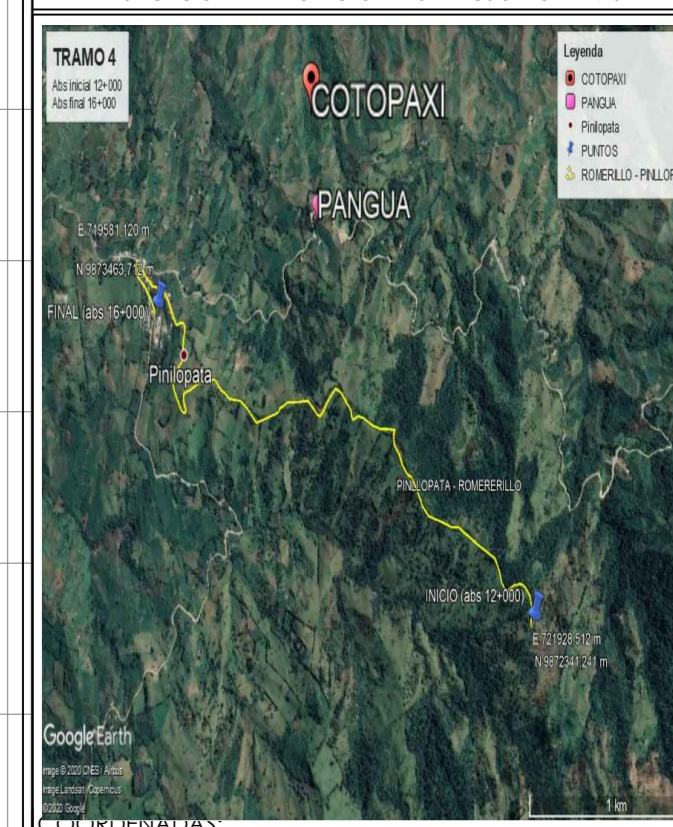 TRAMO 4
Abs inicial 12+000
Abs final 16+000
Leyenda
COTOPAXI
PANGUA
Pinilopata
PUNTOS
COTOPAXI
PANGUA
E 719581,120 m
N 9873463,712 m
FINAL (abs 16+000)
Pinilopata
PINLLOPATA - ROMERERILLO
INICIO (abs 12+000)
E 721928,512 m
N 9872341,241 m
Google Earth
Image © 2020 CNES / Airbus
Image Landsat / Copernicus
©2020 Google
1 km
COORDENADAS: